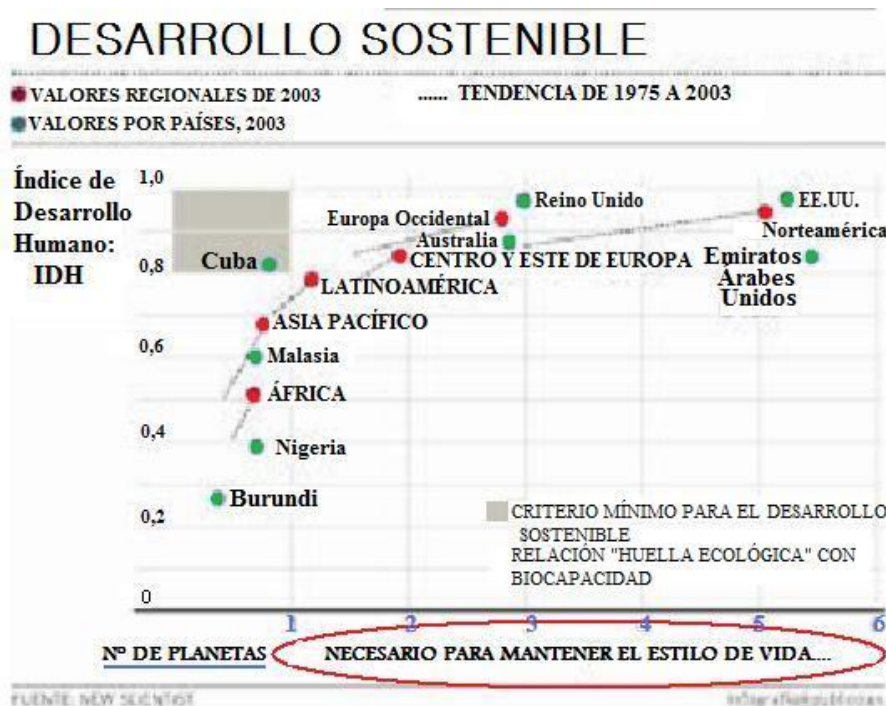 DESARROLLO SOSTENIBLE
VALORES REGIONALES DE 2003
...... TENDENCIA DE 1975 A 2003
VALORES POR PAÍSES, 2003
Índice de
Desarrollo
Humano:
IDH
1,0
0,8
0,6
0,4
0,2
0
Reino Unido
EE.UU.
Europa Occidental
Norteamérica
Australia
Cuba
CENTRO Y ESTE DE EUROPA
Emiratos
Árabes
Unidos
LATINOAMÉRICA
ASIA PACÍFICO
Malasia
ÁFRICA
Nigeria
Burundi
CRITERIO MÍNIMO PARA EL DESARROLLO
SOSTENIBLE
RELACIÓN "HUELLA ECOLÓGICA" CON
BIOCAPACIDAD
1 2 3 4 5 6
Nº DE PLANETAS
NECESARIO PARA MANTENER EL ESTILO DE VIDA....
FUENTE: NEW SCIENTIST